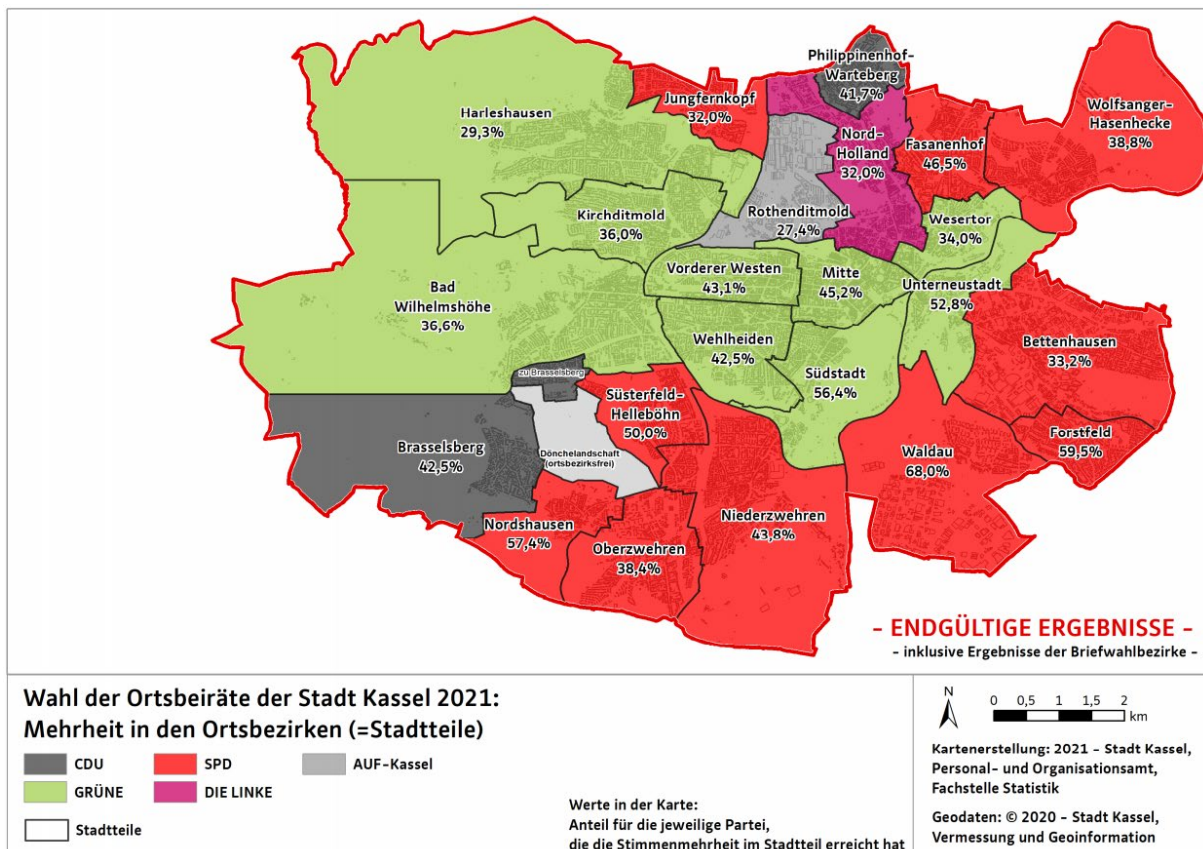 Philippinenhof-
Warteberg
41,7%
Jungfernkopf
32,0%
Harleshausen
29,3%
Wolfsanger-
Hasenhecke
38,8%
Nord-
Holland
32,0%
Fasanenhof
46,5%
Kirchditmold
36,0%
Rothenditmold
27,4%
Wesertor
34,0%
Vorderer Westen
43,1%
Mitte
45,2%
Unterneustadt
52,8%
Bad
Wilhelmshöhe
36,6%
Wehlheiden
42,5%
Bettenhausen
33,2%
Südstadt
56,4%
zu Brasselsberg
Süsterfeld-
Helleböhn
50,0%
Forstfeld
59,5%
Brasselsberg
42,5%
Dönchelandschaft
(ortsbezirksfrei)
Waldau
68,0%
Nordshausen
57,4%
Niederzwehren
43,8%
Oberzwehren
38,4%
- ENDGÜLTIGE ERGEBNISSE -
- inklusive Ergebnisse der Briefwahlbezirke -
Wahl der Ortsbeiräte der Stadt Kassel 2021:
Mehrheit in den Ortsbezirken (=Stadtteile)
CDU
SPD
AUF-Kassel
GRÜNE
DIE LINKE
Stadtteile
Werte in der Karte:
Anteil für die jeweilige Partei,
die die Stimmenmehrheit im Stadtteil erreicht hat
N
0 0,5 1 1,5 2
km
Kartenerstellung: 2021 - Stadt Kassel,
Personal- und Organisationsamt,
Fachstelle Statistik
Geodaten: © 2020 - Stadt Kassel,
Vermessung und Geoinformation